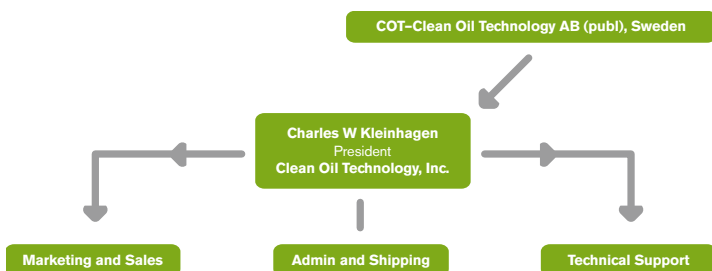 COT–Clean Oil Technology AB (publ), Sweden
Charles W Kleinhagen
President
Clean Oil Technology, Inc.
Marketing and Sales
Admin and Shipping
Technical Support